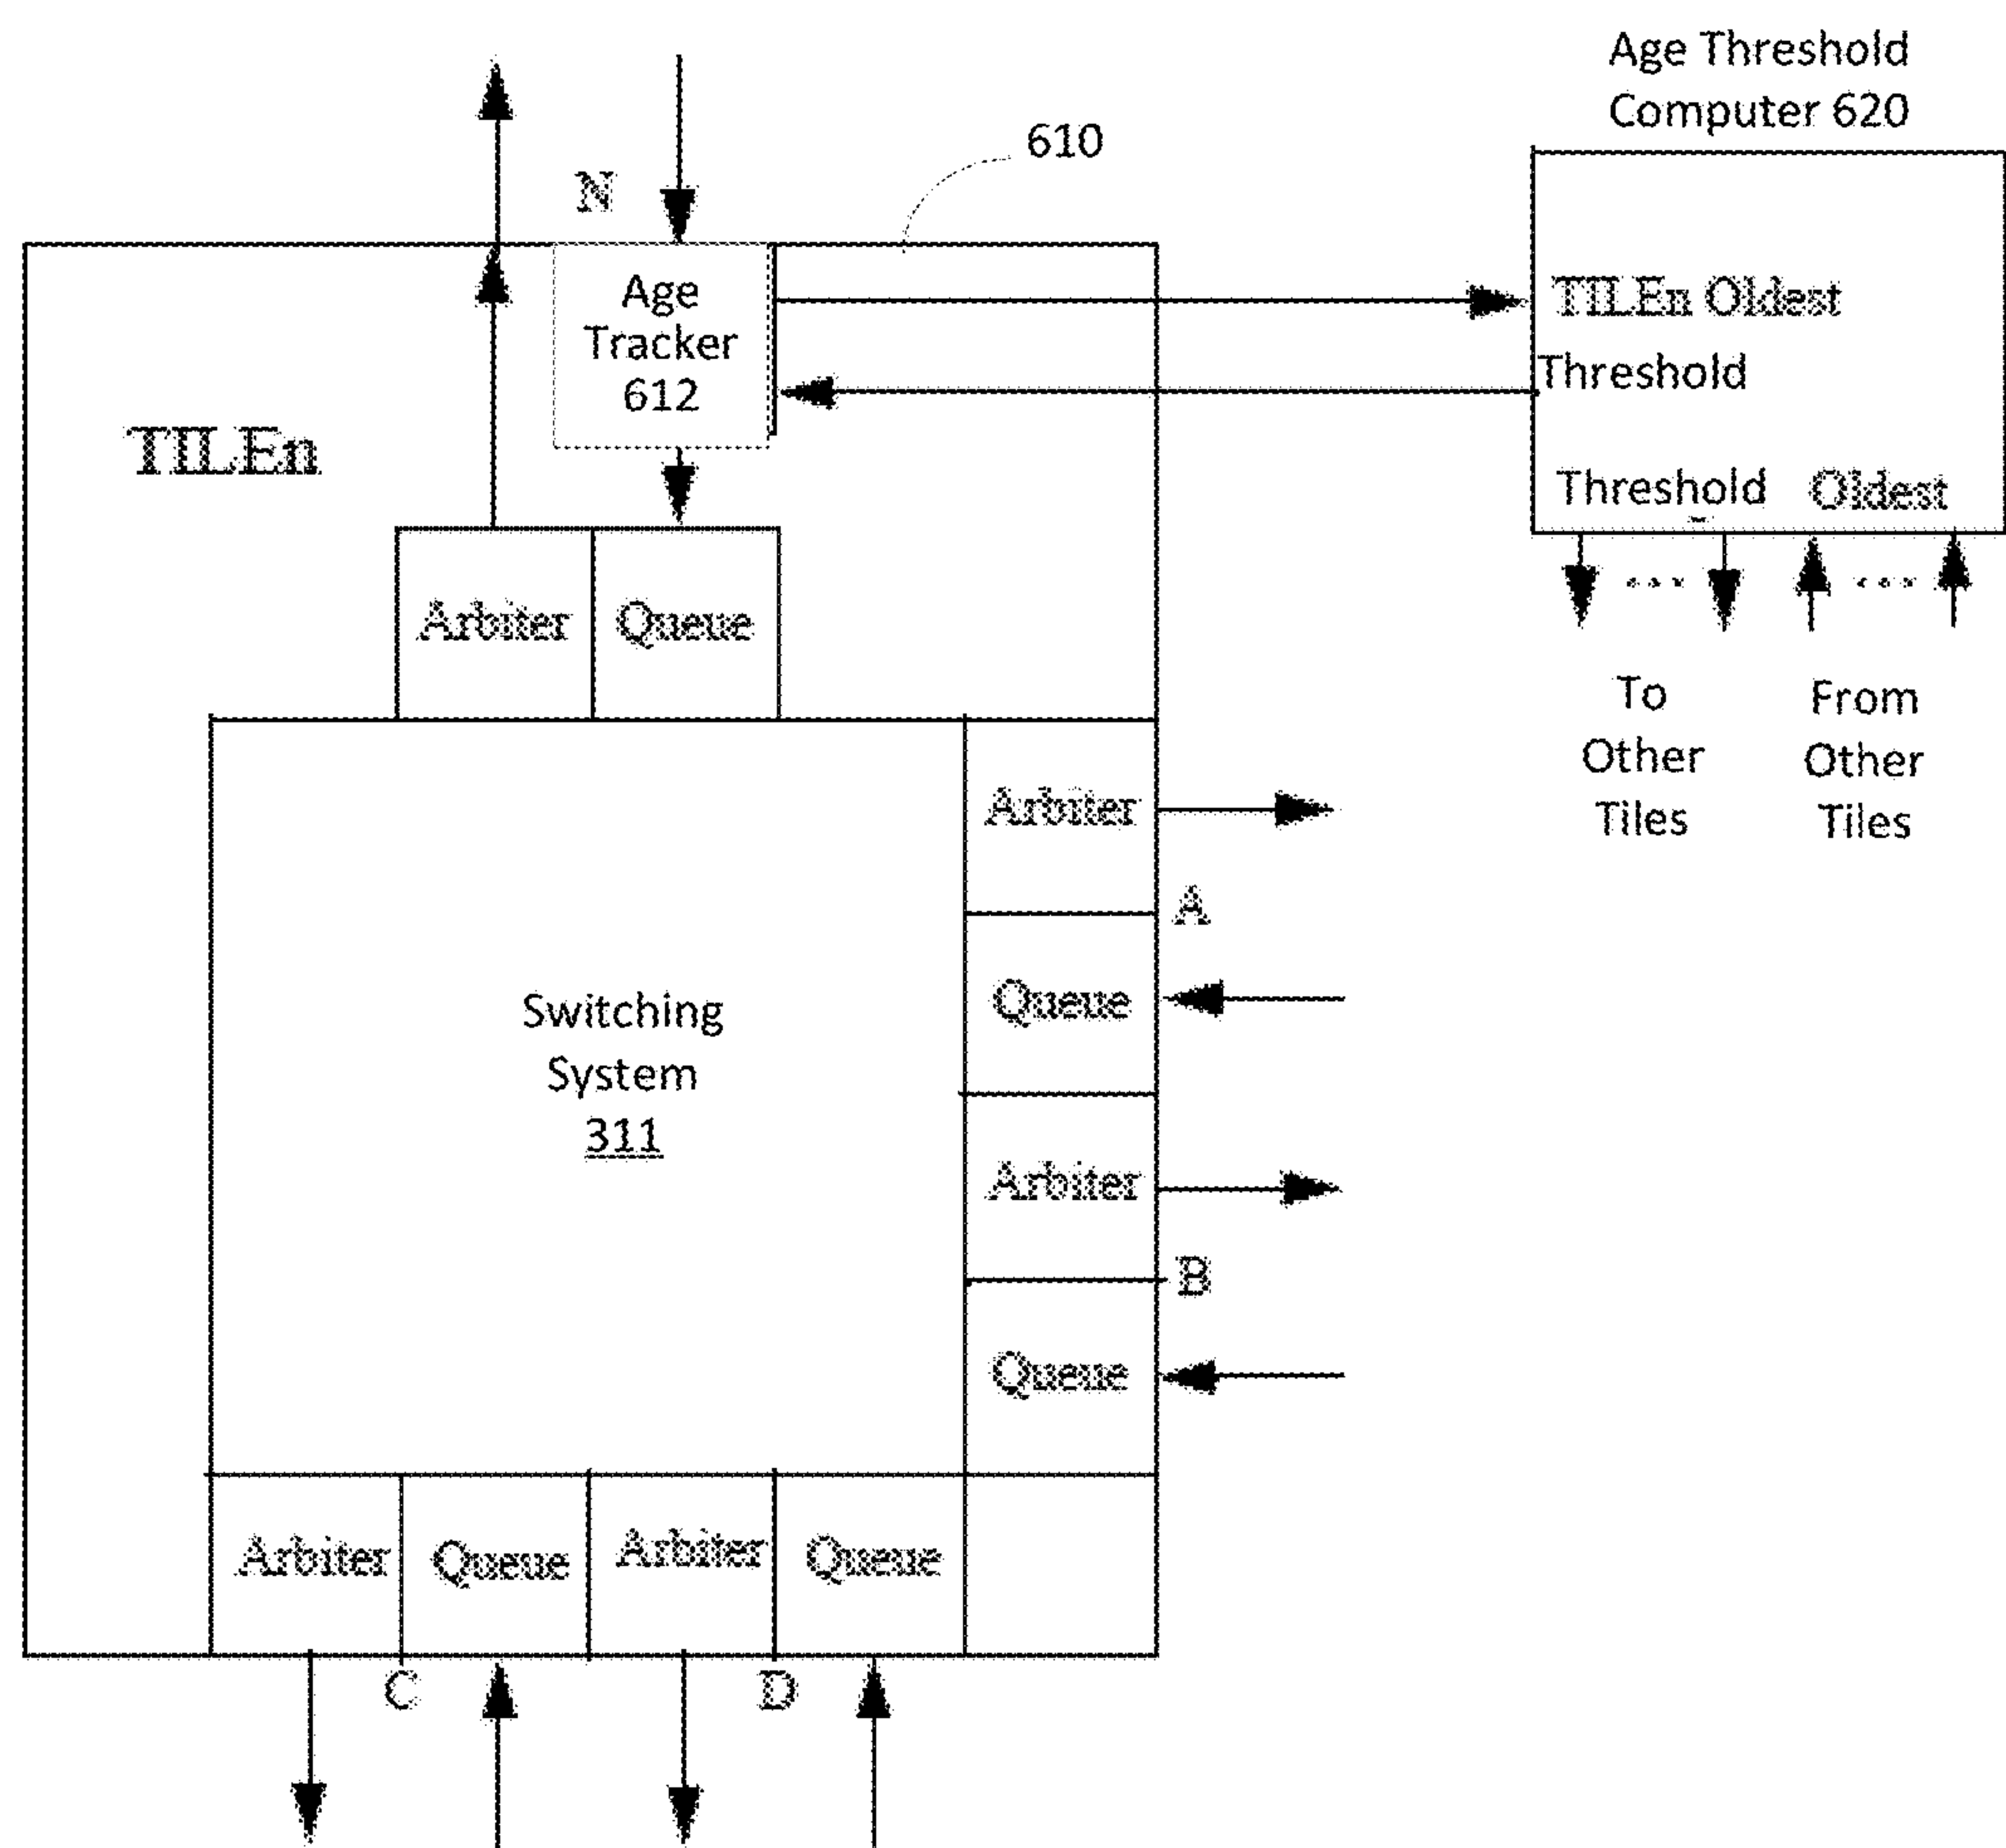 Age Threshold
Computer 620
610
N
Age
Tracker
612
TILEn Oldest
Threshold
TILEn
Threshold Oldest
... ...
Arbiter Queue
To
Other
Tiles
From
Other
Tiles
Arbiter
A
Queue
Switching
System
311
Arbiter
B
Queue
Arbiter Queue Arbiter Queue
C D